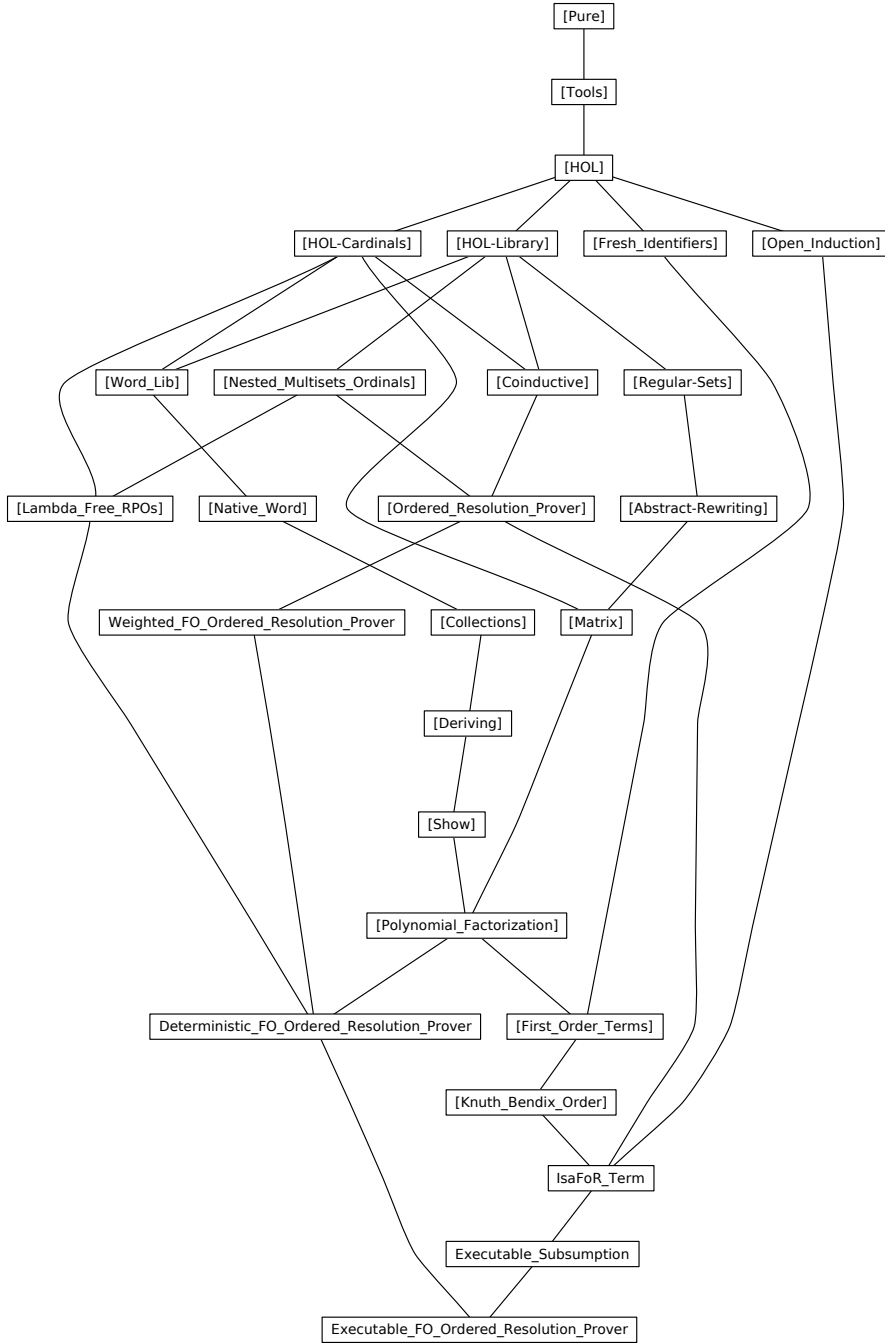 [Pure]
[Tools]
[HOL]
[HOL-Cardinals]
[HOL-Library]
[Fresh_Identifiers]
[Open_Induction]
[Word_Lib]
[Nested_Multisets_Ordinals]
[Coinductive]
[Regular-Sets]
[Lambda_Free_RPOs]
[Native_Word]
[Ordered_Resolution_Prover]
[Abstract-Rewriting]
Weighted_FO_Ordered_Resolution_Prover
[Collections]
[Matrix]
[Deriving]
[Show]
[Polynomial_Factorization]
Deterministic_FO_Ordered_Resolution_Prover
[First_Order_Terms]
[Knuth_Bendix_Order]
IsaFoR_Term
Executable_Subsumption
Executable_FO_Ordered_Resolution_Prover